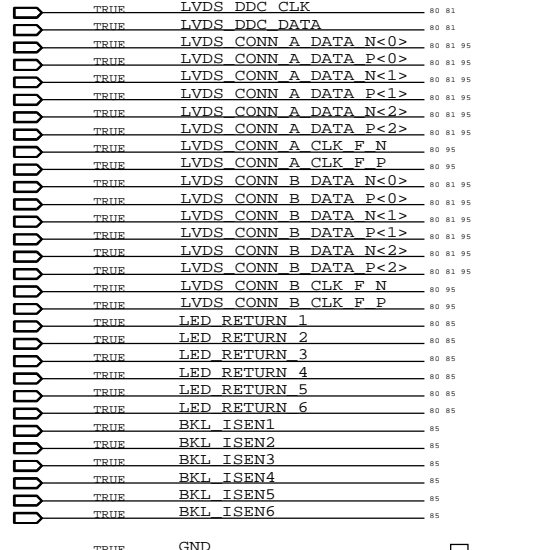 TRUE LVDS_DDC_CLK 80 81
TRUE LVDS_DDC_DATA 80 81
TRUE LVDS_CONN_A_DATA_N<0> 80 81 95
TRUE LVDS_CONN_A_DATA_P<0> 80 81 95
TRUE LVDS_CONN_A_DATA_N<1> 80 81 95
TRUE LVDS_CONN_A_DATA_P<1> 80 81 95
TRUE LVDS_CONN_A_DATA_N<2> 80 81 95
TRUE LVDS_CONN_A_DATA_P<2> 80 81 95
TRUE LVDS_CONN_A_CLK_F_N 80 95
TRUE LVDS_CONN_A_CLK_F_P 80 95
TRUE LVDS_CONN_B_DATA_N<0> 80 81 95
TRUE LVDS_CONN_B_DATA_P<0> 80 81 95
TRUE LVDS_CONN_B_DATA_N<1> 80 81 95
TRUE LVDS_CONN_B_DATA_P<1> 80 81 95
TRUE LVDS_CONN_B_DATA_N<2> 80 81 95
TRUE LVDS_CONN_B_DATA_P<2> 80 81 95
TRUE LVDS_CONN_B_CLK_F_N 80 95
TRUE LVDS_CONN_B_CLK_F_P 80 95
TRUE LED_RETURN_1 80 85
TRUE LED_RETURN_2 80 85
TRUE LED_RETURN_3 80 85
TRUE LED_RETURN_4 80 85
TRUE LED_RETURN_5 80 85
TRUE LED_RETURN_6 80 85
TRUE BKL_ISEN1 85
TRUE BKL_ISEN2 85
TRUE BKL_ISEN3 85
TRUE BKL_ISEN4 85
TRUE BKL_ISEN5 85
TRUE BKL_ISEN6 85
TRUE GND